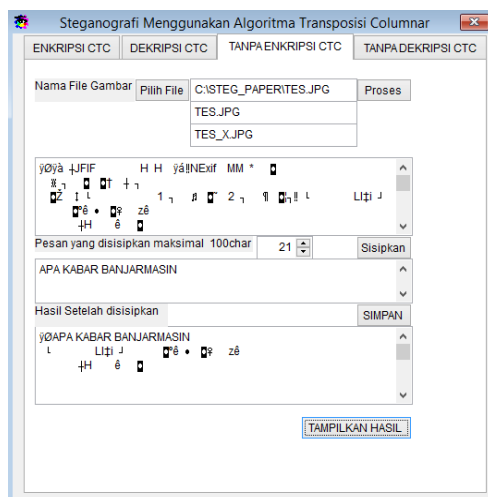 Steganografi Menggunakan Algoritma Transposisi Columnar
ENKRIPSI CTC DEKRIPSI CTC TANPA ENKRIPSI CTC TANPA DEKRIPSI CTC
Nama File Gambar Pilih File C:\STEG_PAPER\TES.JPG Proses
TES.JPG
TES_X.JPG
ÿØÿà JFIF H H ÿá‼NExif MM *
Pesan yang disisipkan maksimal 100char 21 Sisipkan
APA KABAR BANJARMASIN
Hasil Setelah disisipkan SIMPAN
ÿØAPA KABAR BANJARMASIN
TAMPILKAN HASIL